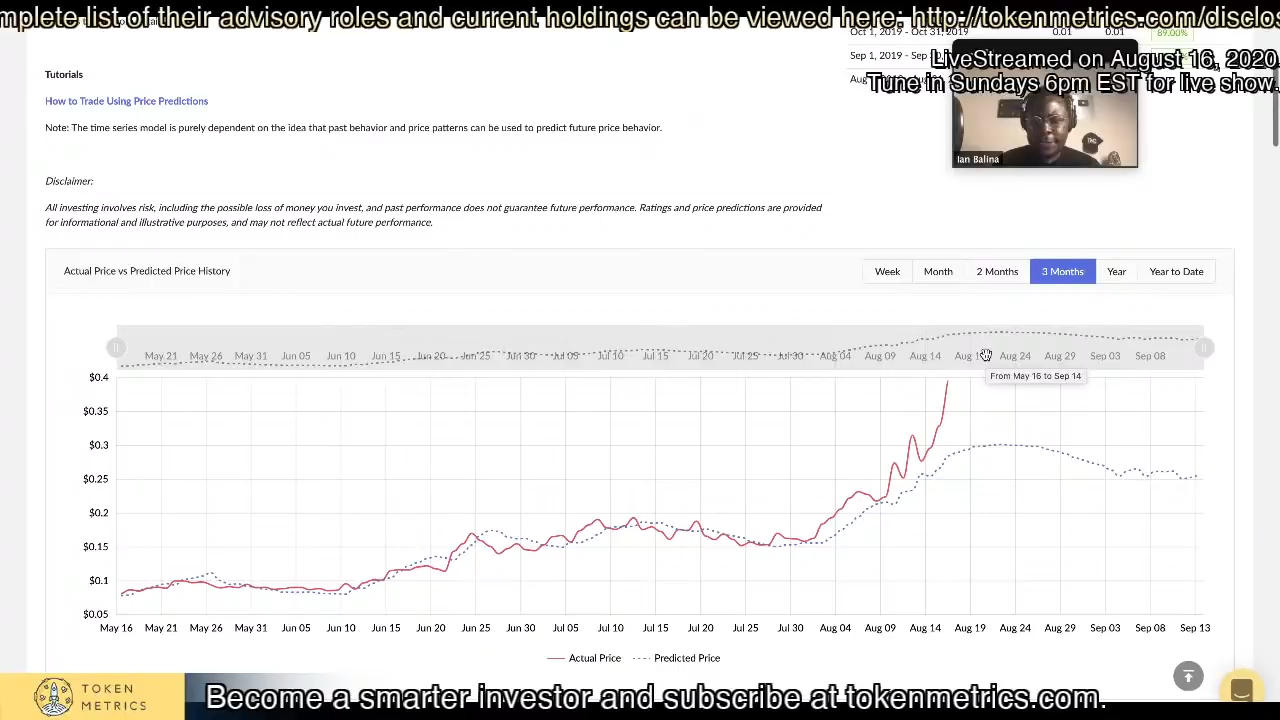 mplete list of their advisory roles and current holdings can be viewed here: http://tokenmetrics.com/disclos
Oct 1, 2019 - Oct 31, 2019 0.01 0.01 89.00%
LiveStreamed on August 16, 2020.
Tune in Sundays 6pm EST for live show.
Ian Balina
Tutorials
How to Trade Using Price Predictions
Note: The time series model is purely dependent on the idea that past behavior and price patterns can be used to predict future price behavior.
Disclaimer:
All investing involves risk, including the possible loss of money you invest, and past performance does not guarantee future performance. Ratings and price predictions are provided
for informational and illustrative purposes, and may not reflect actual future performance.
Actual Price vs Predicted Price History
Week Month 2 Months 3 Months Year Year to Date
May 21 May 26 May 31 Jun 05 Jun 10 Jun 15 Jun 20 Jun 25 Jun 30 Jul 05 Jul 10 Jul 15 Jul 20 Jul 25 Jul 30 Aug 04 Aug 09 Aug 14 Aug Aug 24 Aug 29 Sep 03 Sep 08
From May 16 to Sep 14
$0.4
$0.35
$0.3
$0.25
$0.2
$0.15
$0.1
$0.05
May 16 May 21 May 26 May 31 Jun 05 Jun 10 Jun 15 Jun 20 Jun 25 Jun 30 Jul 05 Jul 10 Jul 15 Jul 20 Jul 25 Jul 30 Aug 04 Aug 09 Aug 14 Aug 19 Aug 24 Aug 29 Sep 03 Sep 08 Sep 13
Actual Price Predicted Price
TOKEN
METRICS
Become a smarter investor and subscribe at tokenmetrics.com.